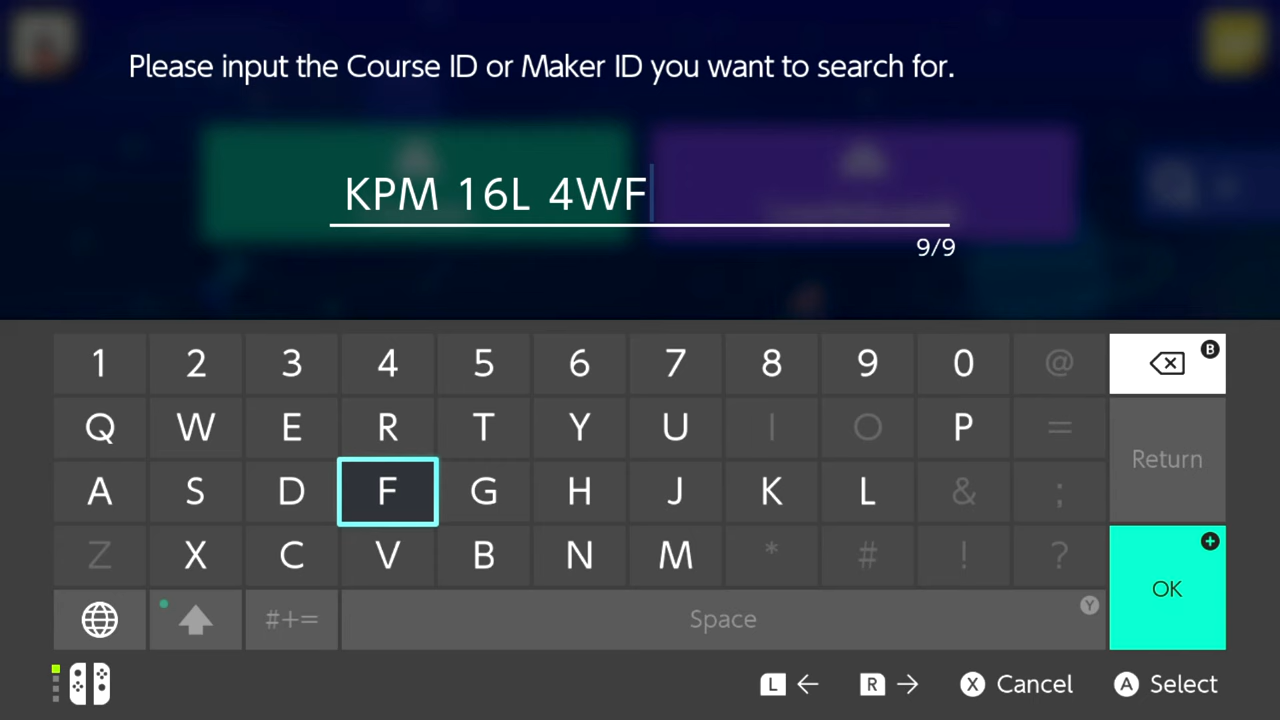 Please input the Course ID or Maker ID you want to search for.
KPM 16L 4WF
9/9
1 2 3 4 5 6 7 8 9 0 @ B
Q W E R T Y U I O P = Return
A S D F G H J K L & ;
Z X C V B N M * # ! ? + OK
#+= Space Y
L ← R → X Cancel A Select